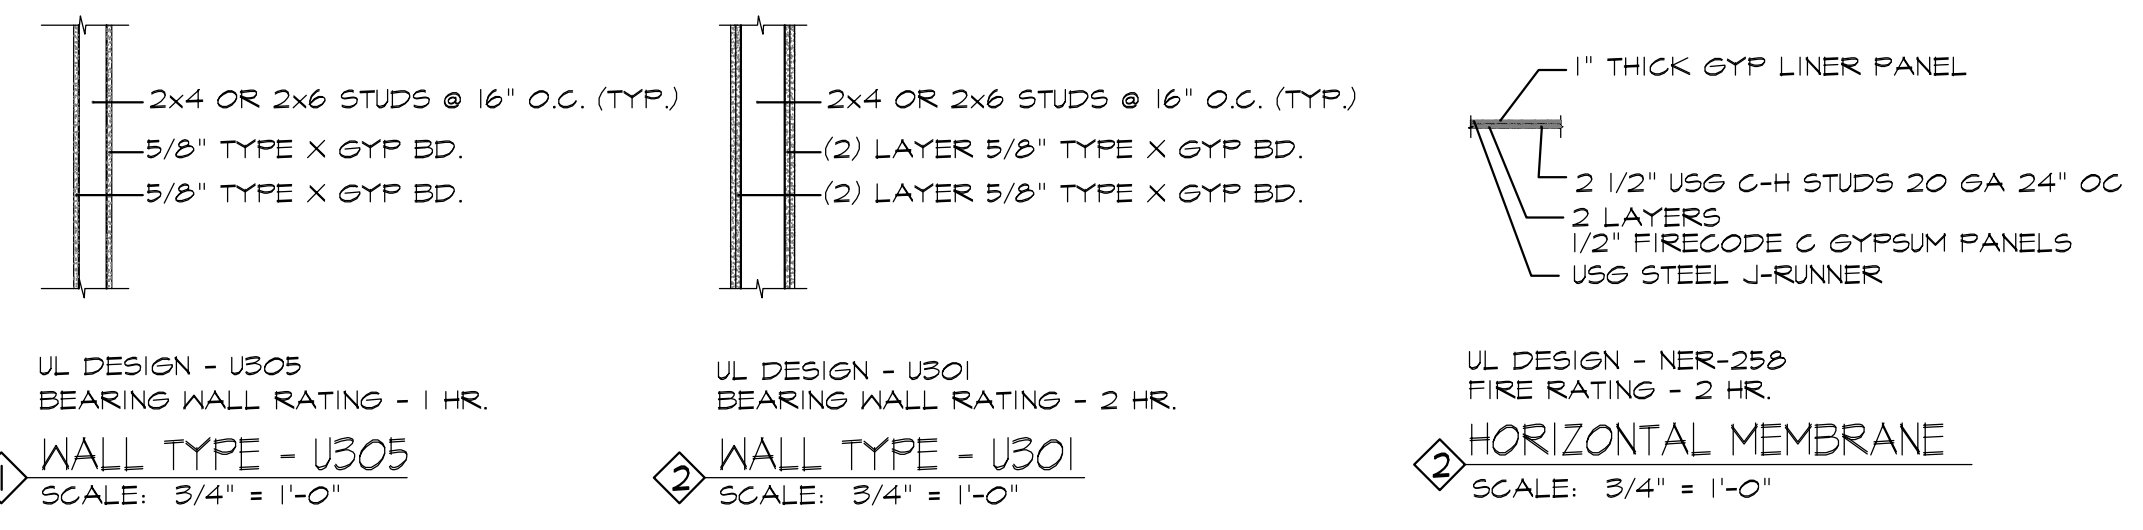 2x4 OR 2x6 STUDS @ 16" O.C. (TYP.)
5/8" TYPE X GYP BD.
5/8" TYPE X GYP BD.
UL DESIGN - U305
BEARING WALL RATING - 1 HR.
1
WALL TYPE - U305
SCALE: 3/4" = 1'-0"
2x4 OR 2x6 STUDS @ 16" O.C. (TYP.)
(2) LAYER 5/8" TYPE X GYP BD.
(2) LAYER 5/8" TYPE X GYP BD.
UL DESIGN - U301
BEARING WALL RATING - 2 HR.
2
WALL TYPE - U301
SCALE: 3/4" = 1'-0"
1" THICK GYP LINER PANEL
2 1/2" USG C-H STUDS 20 GA 24" OC
2 LAYERS
1/2" FIRECODE C GYPSUM PANELS
USG STEEL J-RUNNER
UL DESIGN - NER-258
FIRE RATING - 2 HR.
2
HORIZONTAL MEMBRANE
SCALE: 3/4" = 1'-0"